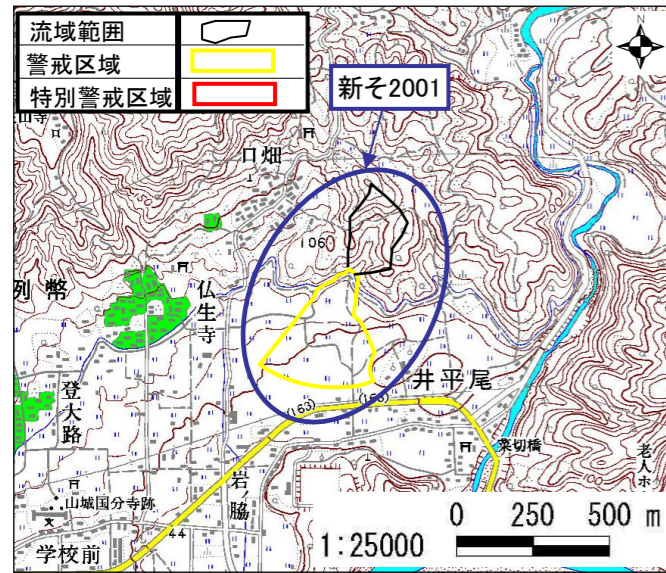 流域範囲
警戒区域
特別警戒区域
N
新そ2001
口畑
106
列幣
仏生寺
登大路
井平尾
(163)
(163)
菜切橋
岩ノ脇
山城国分寺跡
老人ホ
44
学校前
1:25000
0 250 500 m